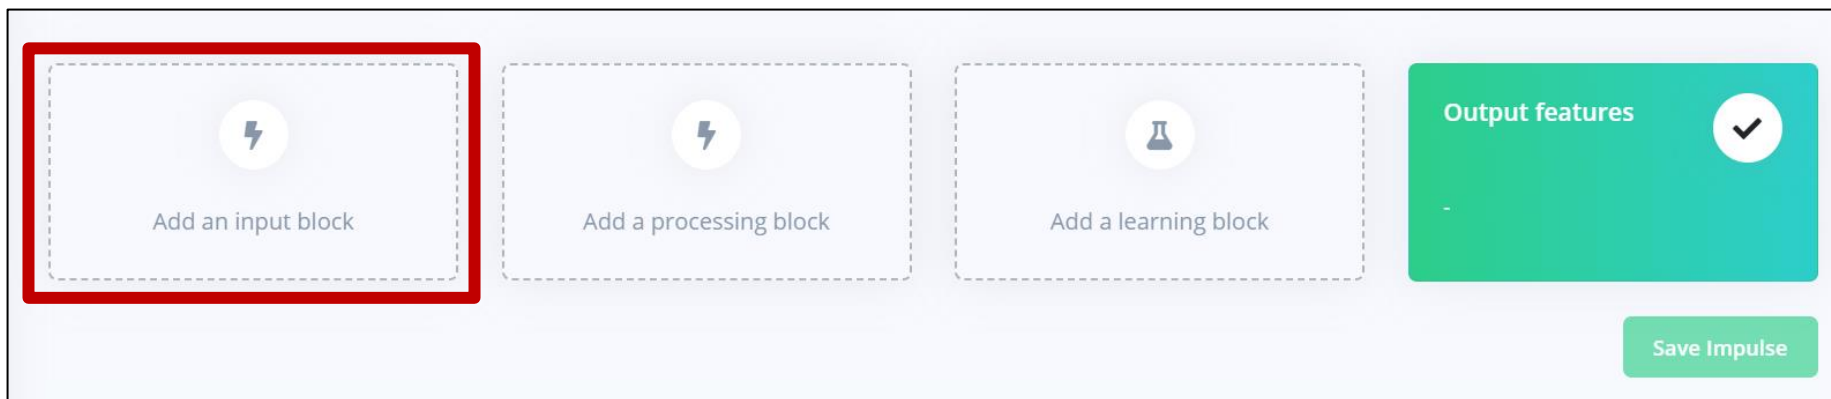 Add an input block
Add a processing block
Add a learning block
Output features
-
Save Impulse